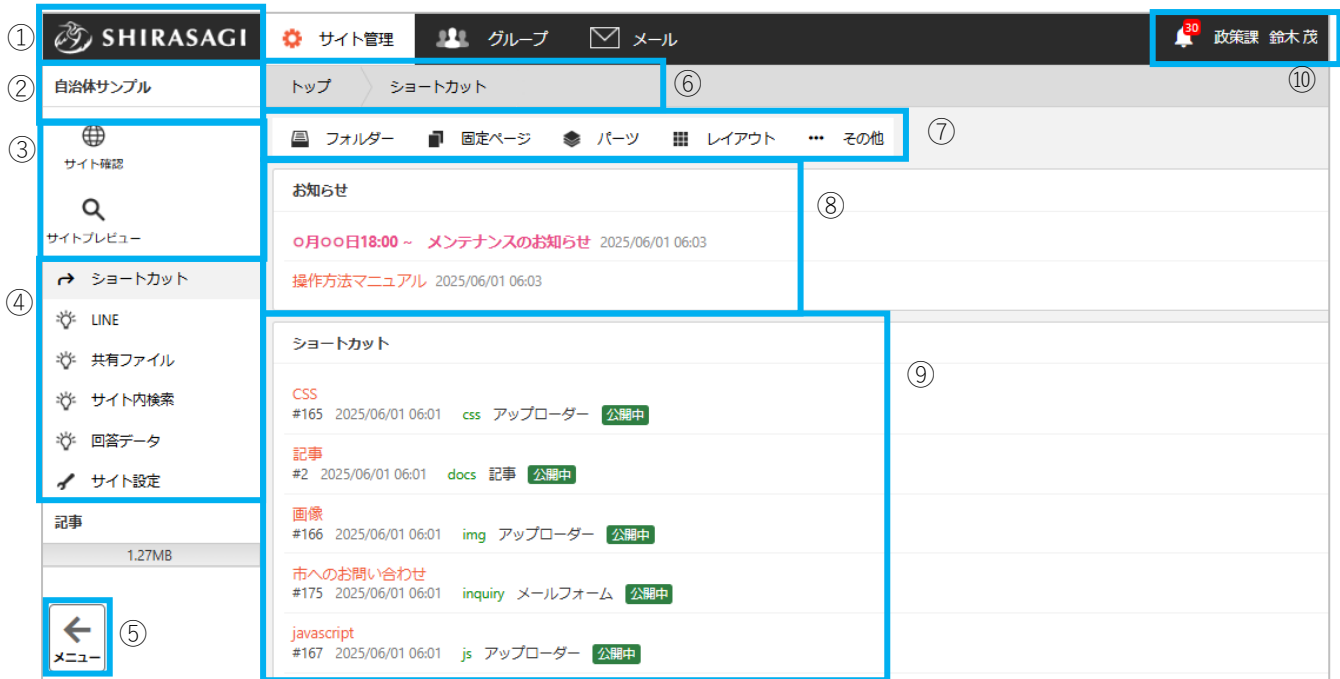 ① SHIRASAGI サイト管理 グループ メール 30 政策課 鈴木 茂
⑩
② 自治体サンプル
トップ ショートカット ⑥
フォルダー 固定ページ パーツ レイアウト ••• その他 ⑦
③
サイト確認
サイトプレビュー
お知らせ
⑧
○月○○日18:00 ~ メンテナンスのお知らせ 2025/06/01 06:03
操作方法マニュアル 2025/06/01 06:03
④
ショートカット
LINE
共有ファイル
サイト内検索
回答データ
サイト設定
記事
1.27MB
⑤
メニュー
ショートカット
⑨
CSS
#165 2025/06/01 06:01 css アップローダー 公開中
記事
#2 2025/06/01 06:01 docs 記事 公開中
画像
#166 2025/06/01 06:01 img アップローダー 公開中
市へのお問い合わせ
#175 2025/06/01 06:01 inquiry メールフォーム 公開中
javascript
#167 2025/06/01 06:01 js アップローダー 公開中